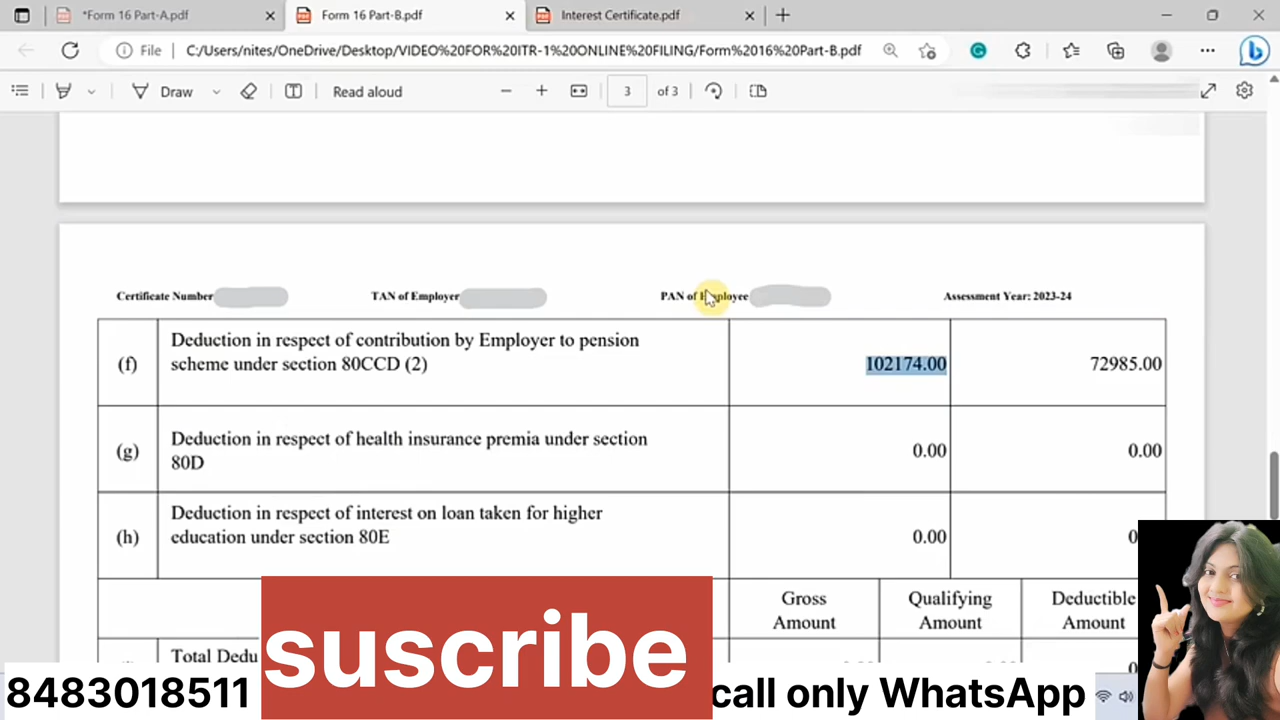 *Form 16 Part-A.pdf
Form 16 Part-B.pdf
Interest Certificate.pdf
File
C:/Users/nites/OneDrive/Desktop/VIDEO%20FOR%20ITR-1%20ONLINE%20FILING/Form%2016%20Part-B.pdf
Draw
Read aloud
3
of 3
Certificate Number
TAN of Employer
PAN of Employee
Assessment Year: 2023-24
(f)
Deduction in respect of contribution by Employer to pension
scheme under section 80CCD (2)
102174.00
72985.00
(g)
Deduction in respect of health insurance premia under section
80D
0.00
0.00
(h)
Deduction in respect of interest on loan taken for higher
education under section 80E
0.00
Gross
Amount
Qualifying
Amount
Deductible
Amount
Total Dedu
suscribe
8483018511
call only WhatsApp